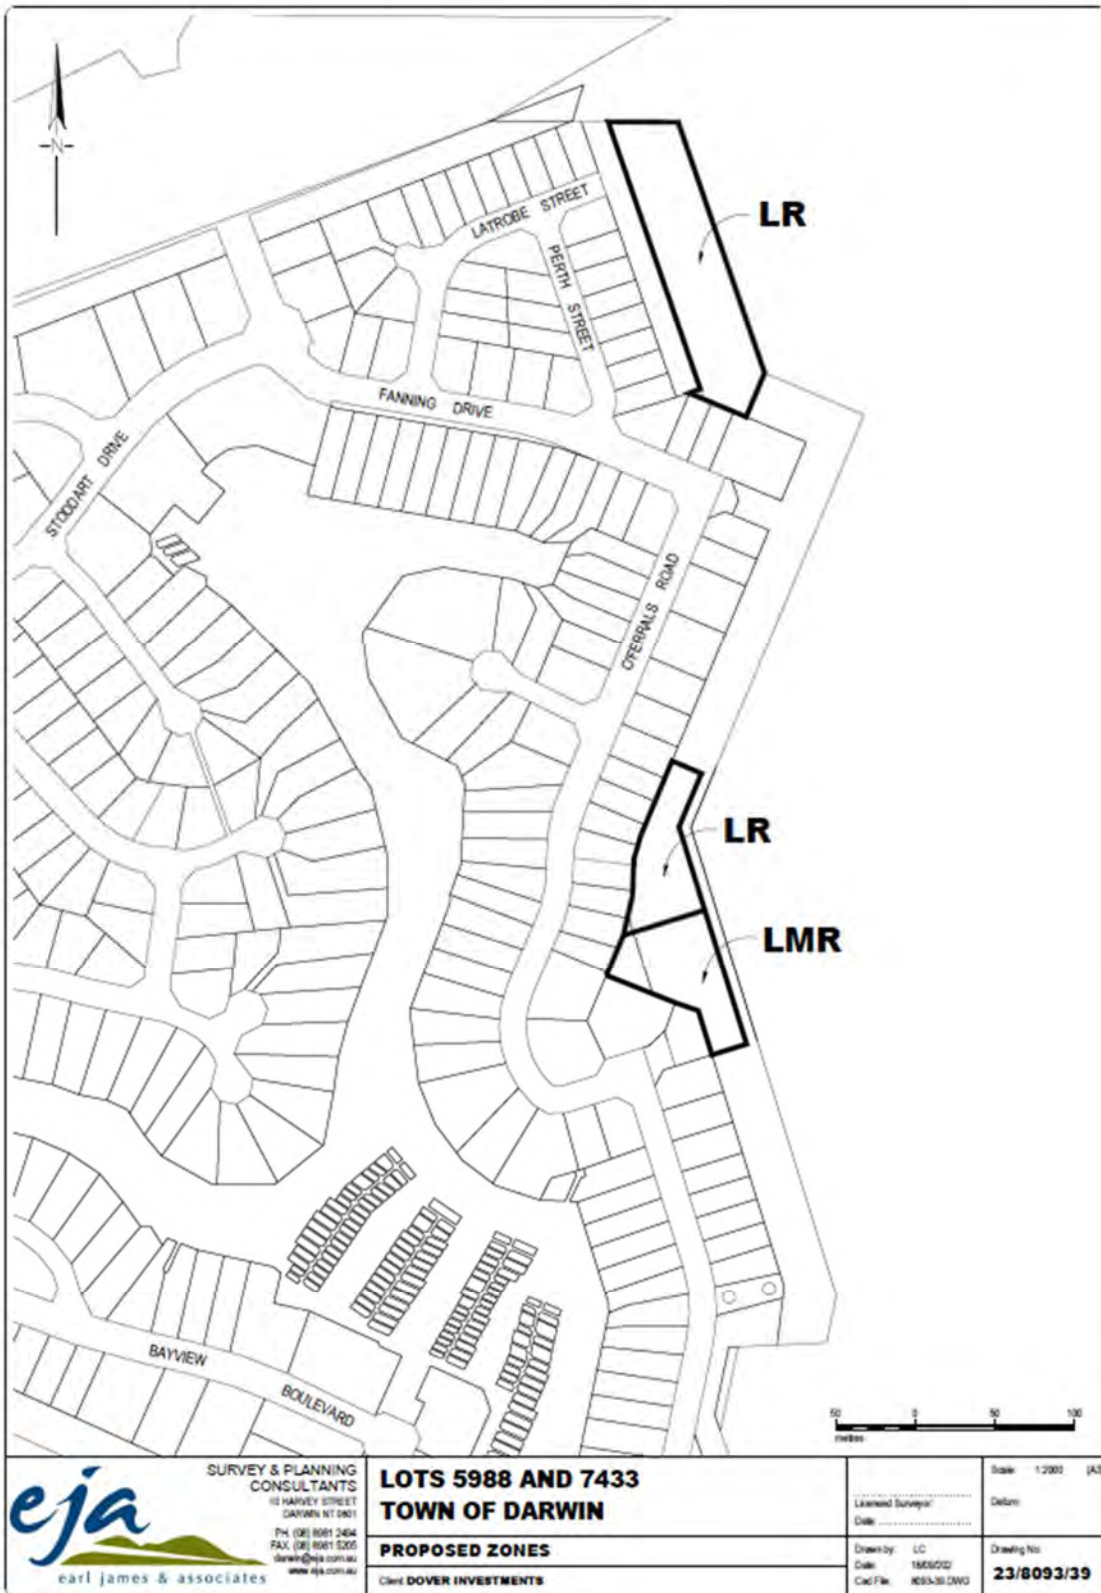 N
LR
LATROBE STREET
PERTH STREET
FANNING DRIVE
STODDART DRIVE
O'FERRALS ROAD
LR
LMR
BAYVIEW
BOULEVARD
50 0 50 100
metres
eja
earl james & associates
SURVEY & PLANNING
CONSULTANTS
10 HARVEY STREET
DARWIN NT 0801
PH. (08) 8981 2494
FAX. (08) 8981 5205
darwin@eja.com.au
www.eja.com.au
LOTS 5988 AND 7433
TOWN OF DARWIN
PROPOSED ZONES
Client DOVER INVESTMENTS
Licensed Surveyor:
Date:
Drawn by: LC
Date:
Cad File:
Scale: 1:2000 (A3
Datum:
Drawing No.
23/8093/39